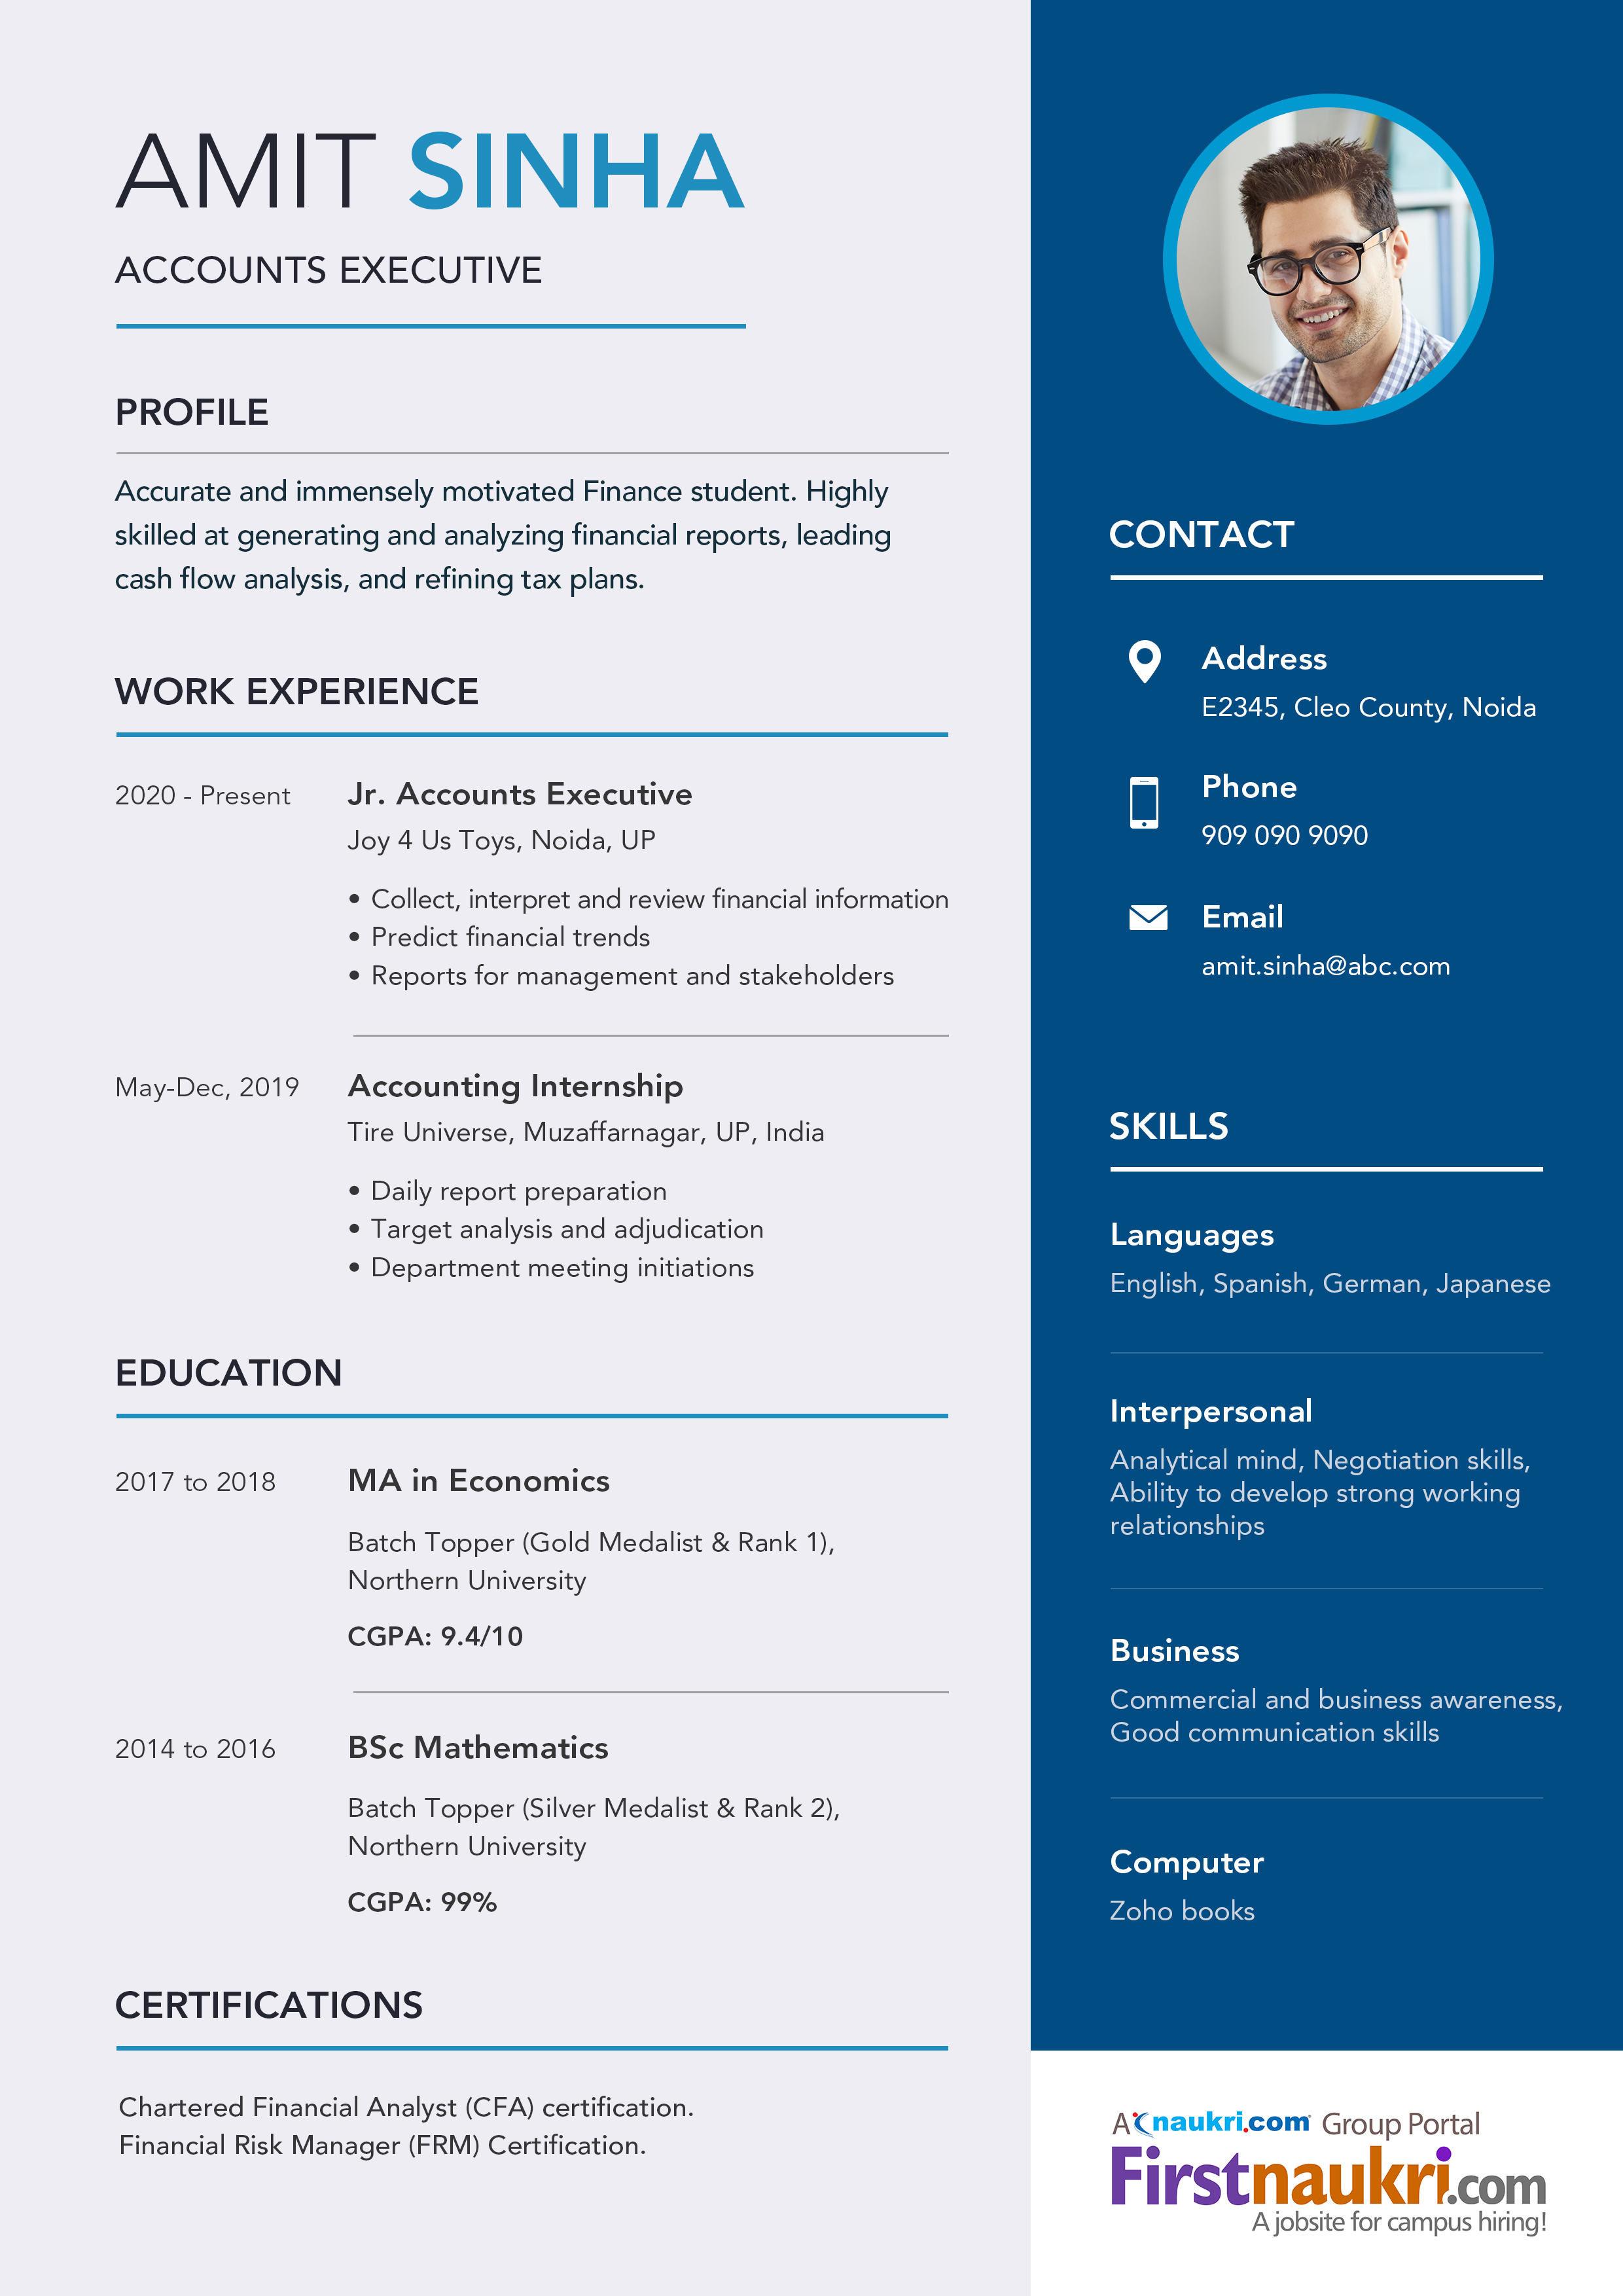 AMIT SINHA
ACCOUNTS EXECUTIVE
PROFILE
Accurate and immensely motivated Finance student. Highly
skilled at generating and analyzing financial reports, leading
cash flow analysis, and refining tax plans.
WORK EXPERIENCE
2020 - Present
Jr. Accounts Executive
Joy 4 Us Toys, Noida, UP
• Collect, interpret and review financial information
• Predict financial trends
• Reports for management and stakeholders
May-Dec, 2019
Accounting Internship
Tire Universe, Muzaffarnagar, UP, India
• Daily report preparation
• Target analysis and adjudication
• Department meeting initiations
EDUCATION
2017 to 2018
MA in Economics
Batch Topper (Gold Medalist & Rank 1),
Northern University
CGPA: 9.4/10
2014 to 2016
BSc Mathematics
Batch Topper (Silver Medalist & Rank 2),
Northern University
CGPA: 99%
CERTIFICATIONS
Chartered Financial Analyst (CFA) certification.
Financial Risk Manager (FRM) Certification.
CONTACT
Address
E2345, Cleo County, Noida
Phone
909 090 9090
Email
amit.sinha@abc.com
SKILLS
Languages
English, Spanish, German, Japanese
Interpersonal
Analytical mind, Negotiation skills,
Ability to develop strong working
relationships
Business
Commercial and business awareness,
Good communication skills
Computer
Zoho books
A naukri.com Group Portal
Firstnaukri.com
A jobsite for campus hiring!